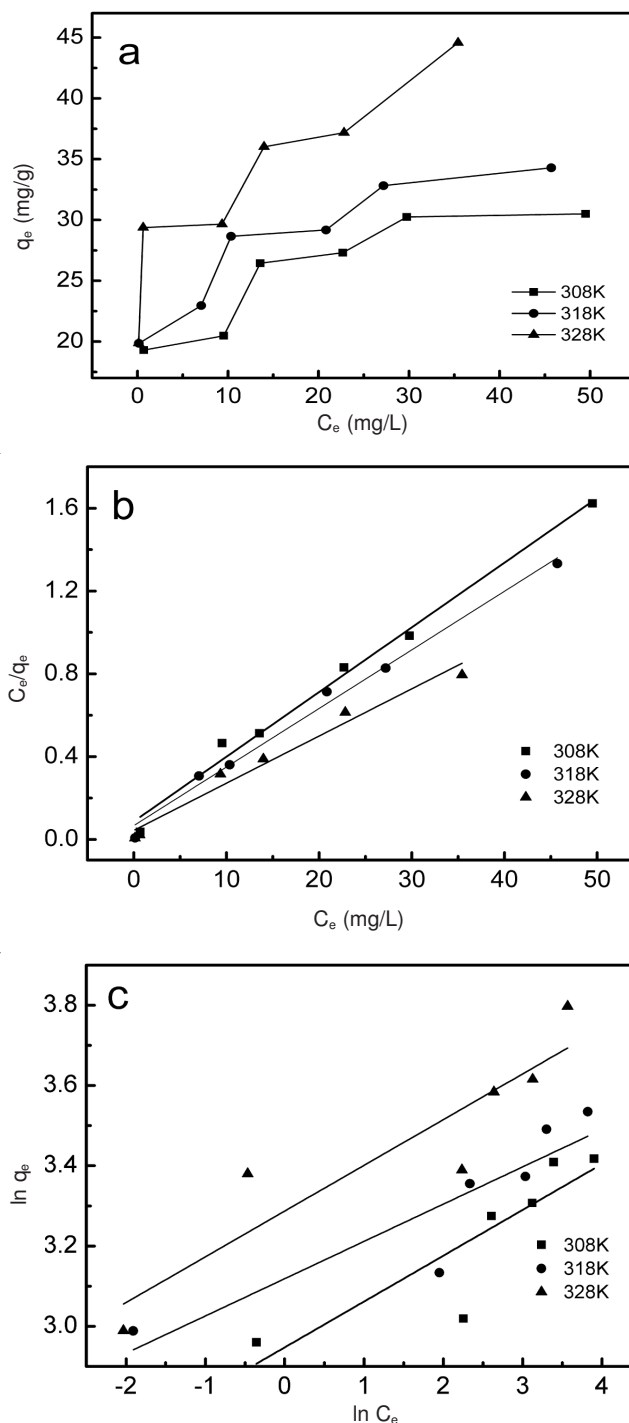 a
45
40
35
30
25
20
qₑ (mg/g)
308K
318K
328K
0 10 20 30 40 50
Cₑ (mg/L)
b
1.6
1.2
0.8
0.4
0.0
Cₑ/qₑ
308K
318K
328K
0 10 20 30 40 50
Cₑ (mg/L)
c
3.8
3.6
3.4
3.2
3.0
ln qₑ
308K
318K
328K
-2 -1 0 1 2 3 4
ln Cₑ